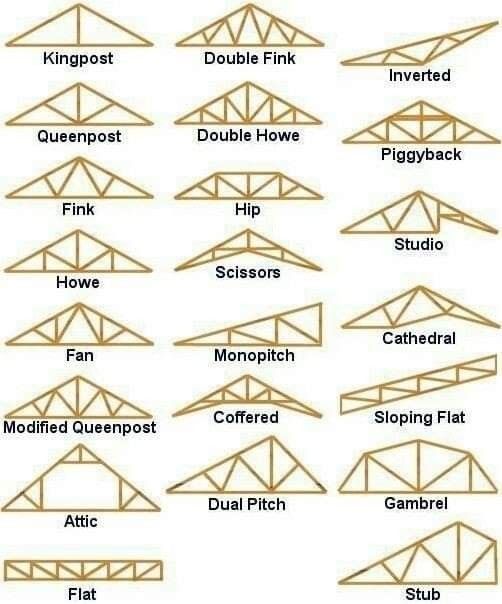 Kingpost
Queenpost
Fink
Howe
Fan
Modified Queenpost
Attic
Flat
Double Fink
Double Howe
Hip
Scissors
Monopitch
Coffered
Dual Pitch
Inverted
Piggyback
Studio
Cathedral
Sloping Flat
Gambrel
Stub